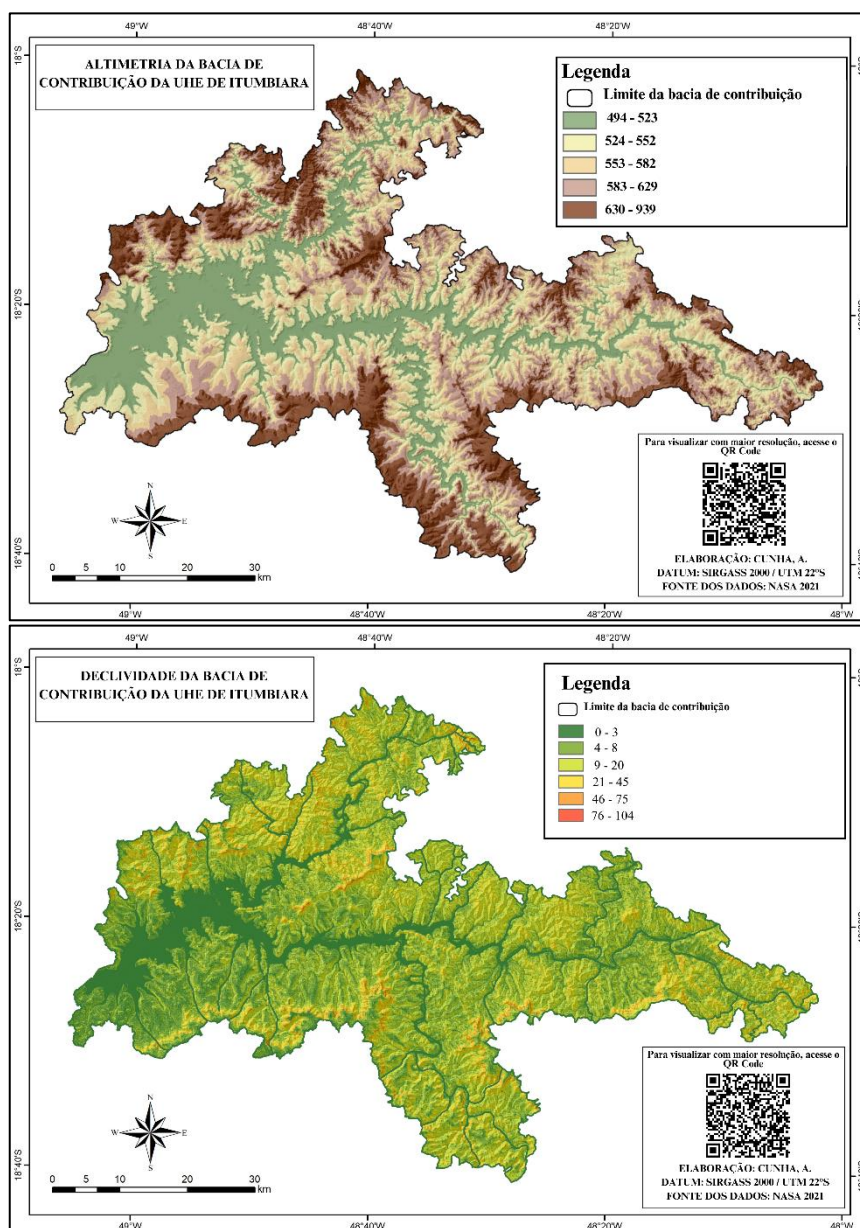 49°W 48°40'W 48°20'W 48°W
18°S
ALTIMETRIA DA BACIA DE
CONTRIBUIÇÃO DA UHE DE ITUMBIARA
Legenda
Limite da bacia de contribuição
494 - 523
524 - 552
553 - 582
583 - 629
630 - 939
18°20'S
Para visualizar com maior resolução, acesse o
QR Code
N
W E
S
18°40'S
0 5 10 20 30
km
ELABORAÇÃO: CUNHA, A.
DATUM: SIRGASS 2000 / UTM 22ºS
FONTE DOS DADOS: NASA 2021
49°W 48°40'W 48°20'W 48°W
49°W 48°40'W 48°20'W 48°W
18°S
DECLIVIDADE DA BACIA DE
CONTRIBUIÇÃO DA UHE DE ITUMBIARA
Legenda
Limite da bacia de contribuição
0 - 3
4 - 8
9 - 20
21 - 45
46 - 75
76 - 104
18°20'S
Para visualizar com maior resolução, acesse o
QR Code
N
W E
S
18°40'S
0 5 10 20 30
km
ELABORAÇÃO: CUNHA, A.
DATUM: SIRGASS 2000 / UTM 22ºS
FONTE DOS DADOS: NASA 2021
49°W 48°40'W 48°20'W 48°W